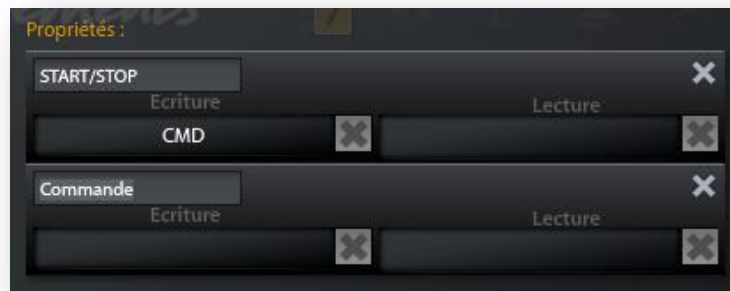 Propriétés :
START/STOP
Ecriture Lecture
CMD
Commande
Ecriture Lecture